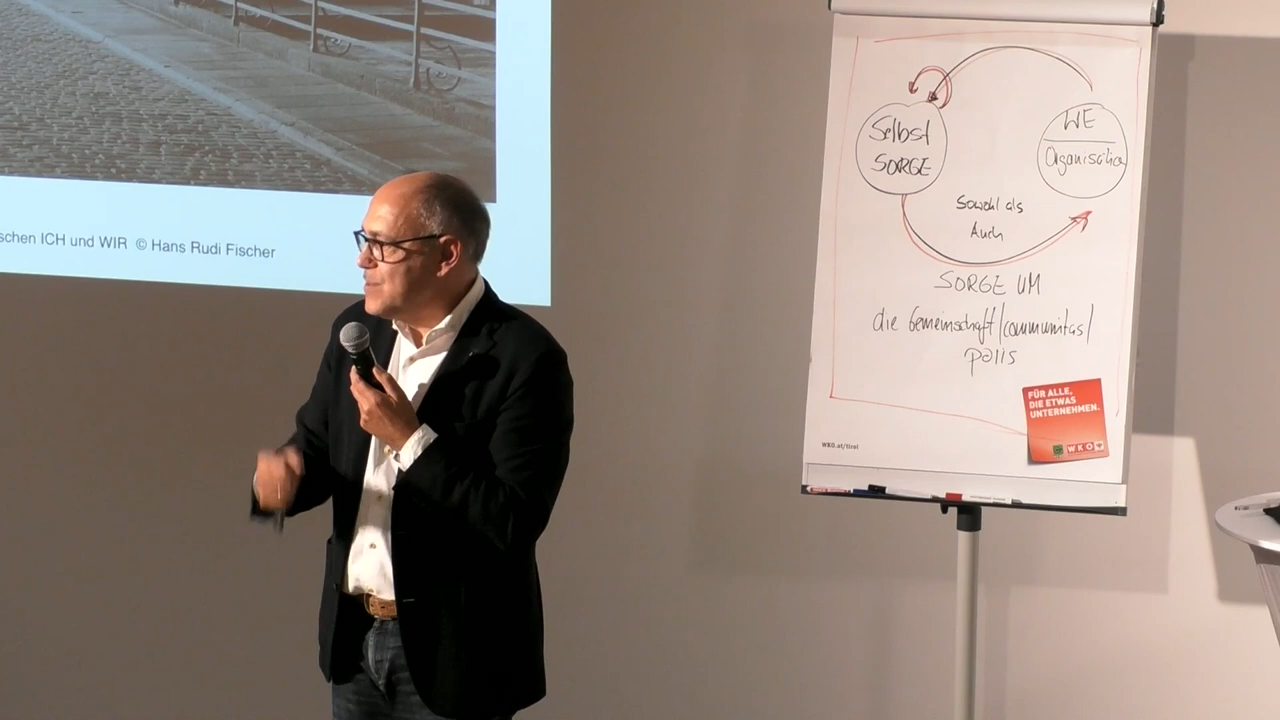 schen ICH und WIR © Hans Rudi Fischer
Selbst
SORGE
WE
Organisation
Sowohl als
Auch
SORGE UM
die Gemeinschaft/communitas/
polis
FÜR ALLE,
DIE ETWAS
UNTERNEHMEN.
WKO
WKO.at/tirol